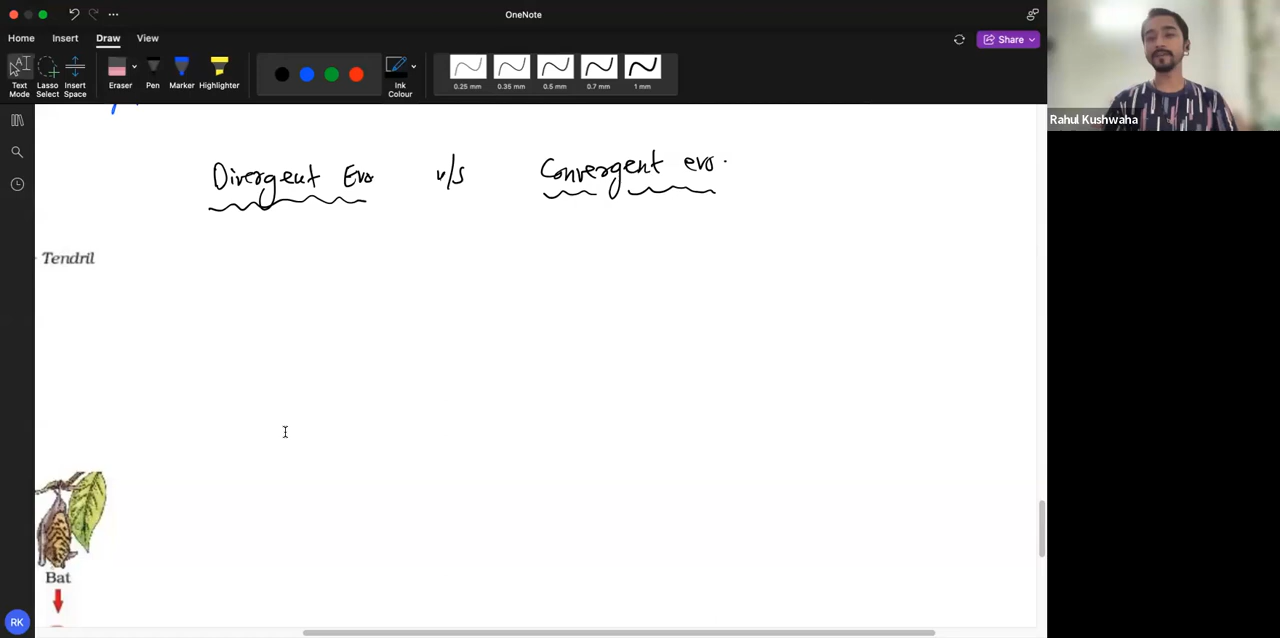 OneNote
Home Insert Draw View
Share
Text Mode
Lasso Select
Insert Space
Eraser
Pen
Marker
Highlighter
Ink Colour
0.25 mm 0.35 mm 0.5 mm 0.7 mm 1 mm
Rahul Kushwaha
Divergent Evo v/s Convergent evo.
Tendril
Bat
RK